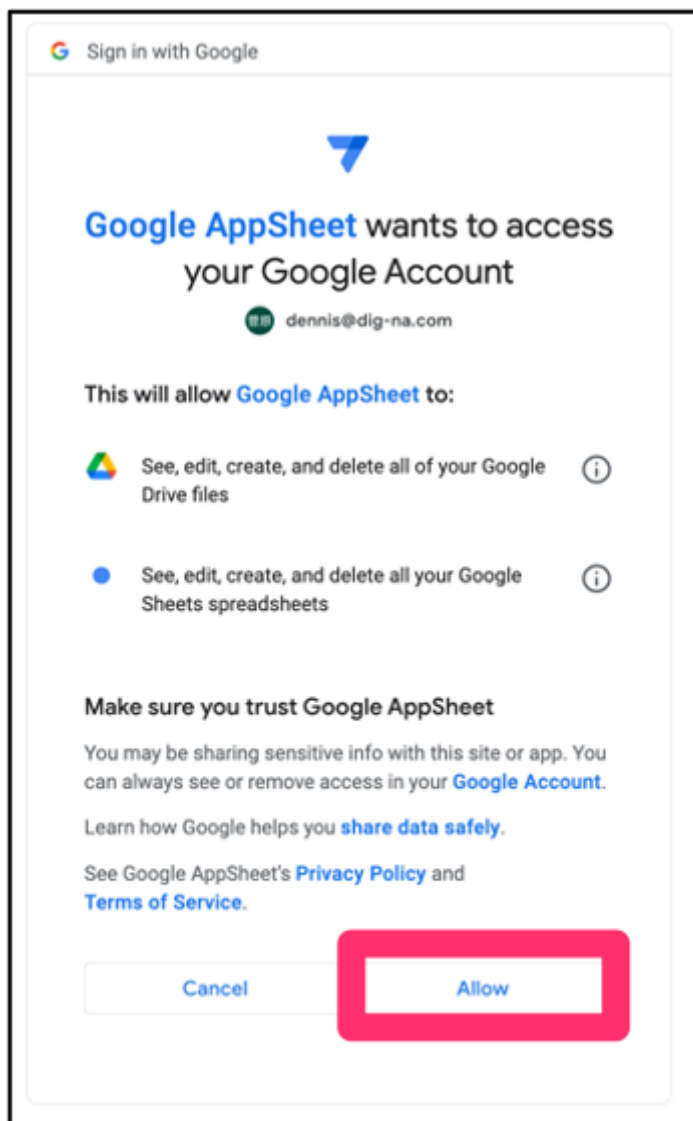 Sign in with Google
Google AppSheet wants to access
your Google Account
dennis@dig-na.com
This will allow Google AppSheet to:
See, edit, create, and delete all of your Google
Drive files
See, edit, create, and delete all your Google
Sheets spreadsheets
Make sure you trust Google AppSheet
You may be sharing sensitive info with this site or app. You
can always see or remove access in your Google Account.
Learn how Google helps you share data safely.
See Google AppSheet's Privacy Policy and
Terms of Service.
Cancel
Allow